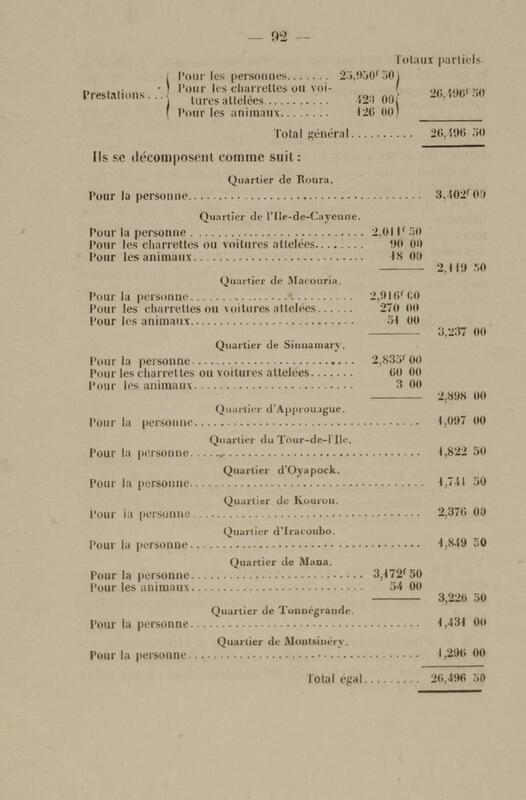 — 92 —
Totaux partiels.
Prestations...
Pour les personnes....... 25,950f 50
Pour les charrettes ou voi-
tures attelées............ 420 00
26,496f 50
Pour les animaux........ 126 00
Total général.......... 26,496 50
Ils se décomposent comme suit :
Quartier de Roura.
Pour la personne........................................ 3,402f 00
Quartier de l'Ile-de-Cayenne.
Pour la personne ........................... 2,011f 50
Pour les charrettes ou voitures attelées........ 90 00
Pour les animaux........................... 18 00
2,119 50
Quartier de Macouria.
Pour la personne........................... 2,916f 00
Pour les charrettes ou voitures attelées...... 270 00
Pour les animaux........................... 51 00
3,237 00
Quartier de Sinnamary.
Pour la personne........................... 2,835f 00
Pour les charrettes ou voitures attelées....... 60 00
Pour les animaux........................... 3 00
2,898 00
Quartier d'Approuague.
Pour la personne........................................ 1,097 00
Quartier du Tour-de-l'Ile.
Pour la personne........................................ 1,822 50
Quartier d'Oyapock.
Pour la personne........................................ 1,741 50
Quartier de Kourou.
Pour la personne........................................ 2,376 00
Quartier d'Iracoubo.
Pour la personne........................................ 1,849 50
Quartier de Mana.
Pour la personne........................... 3,172f 50
Pour les animaux........................... 54 00
3,226 50
Quartier de Tonnégrande.
Pour la personne........................................ 1,431 00
Quartier de Montsinéry.
Pour la personne........................................ 1,296 00
Total égal......... 26,496 50